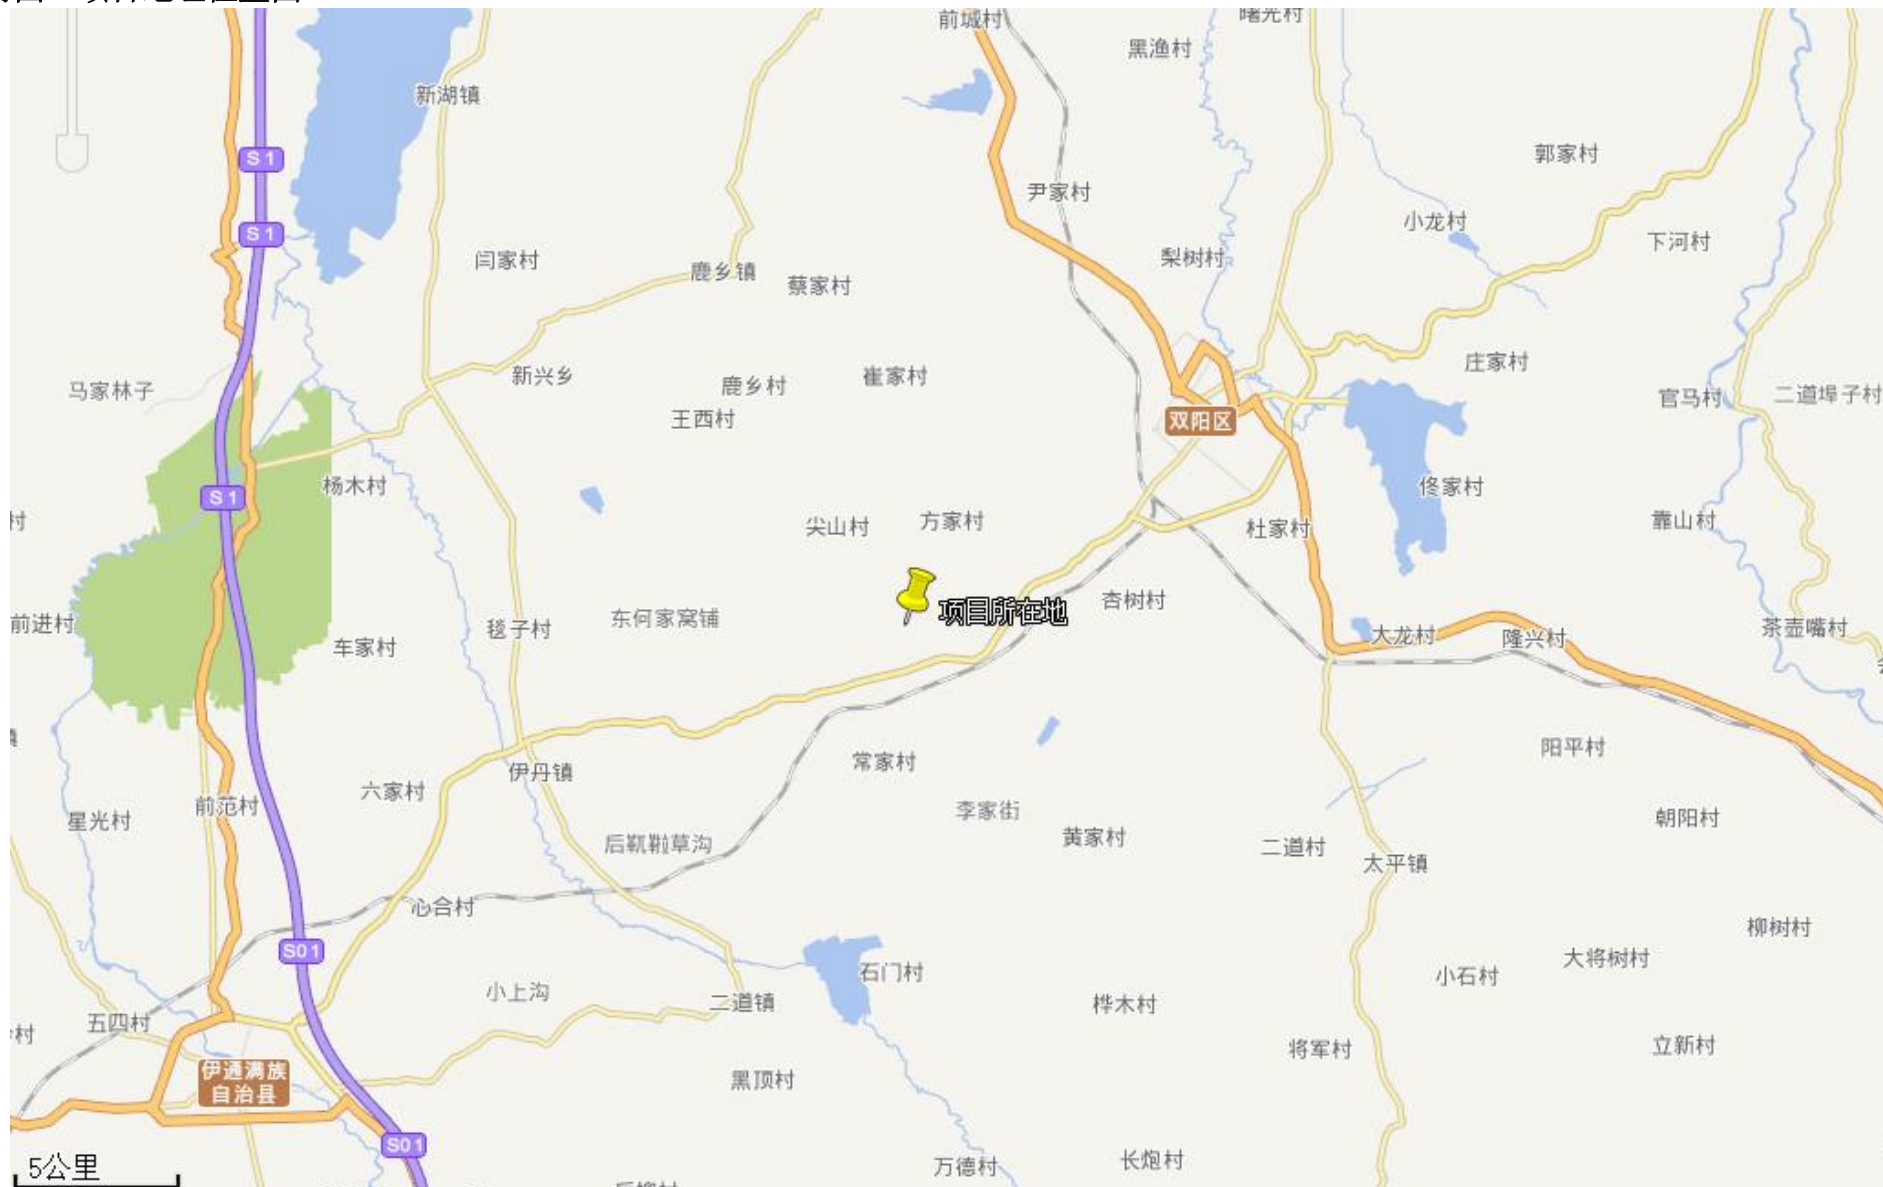 前城村
曙光村
黑渔村
新湖镇
S1
郭家村
尹家村
小龙村
S1
下河村
梨树村
闫家村
鹿乡镇
蔡家村
庄家村
新兴乡
崔家村
鹿乡村
马家林子
官马村
二道埠子村
王西村
双阳区
杨木村
佟家村
S1
村
尖山村
方家村
杜家村
靠山村
杏树村
项目所在地
东何家窝铺
前进村
毯子村
茶壶嘴村
大龙村
隆兴村
车家村
阳平村
常家村
伊丹镇
六家村
前范村
李家街
星光村
朝阳村
黄家村
后靰鞡草沟
二道村
太平镇
心合村
柳树村
S01
大将树村
石门村
小石村
小上沟
二道镇
桦木村
五四村
村
将军村
立新村
伊通满族
自治县
黑顶村
S01
长炮村
万德村
5公里